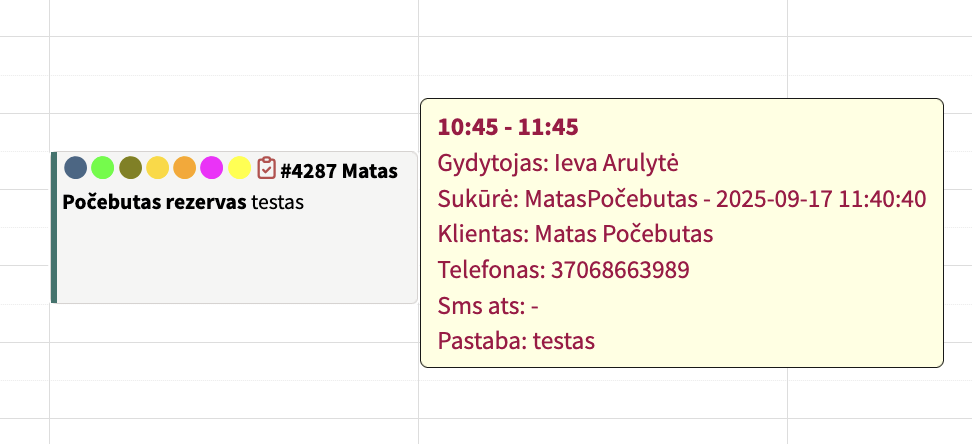 #4287 Matas
Počebutas rezervas testas
10:45 - 11:45
Gydytojas: Ieva Arulytė
Sukūrė: MatasPočebutas - 2025-09-17 11:40:40
Klientas: Matas Počebutas
Telefonas: 37068663989
Sms ats: -
Pastaba: testas